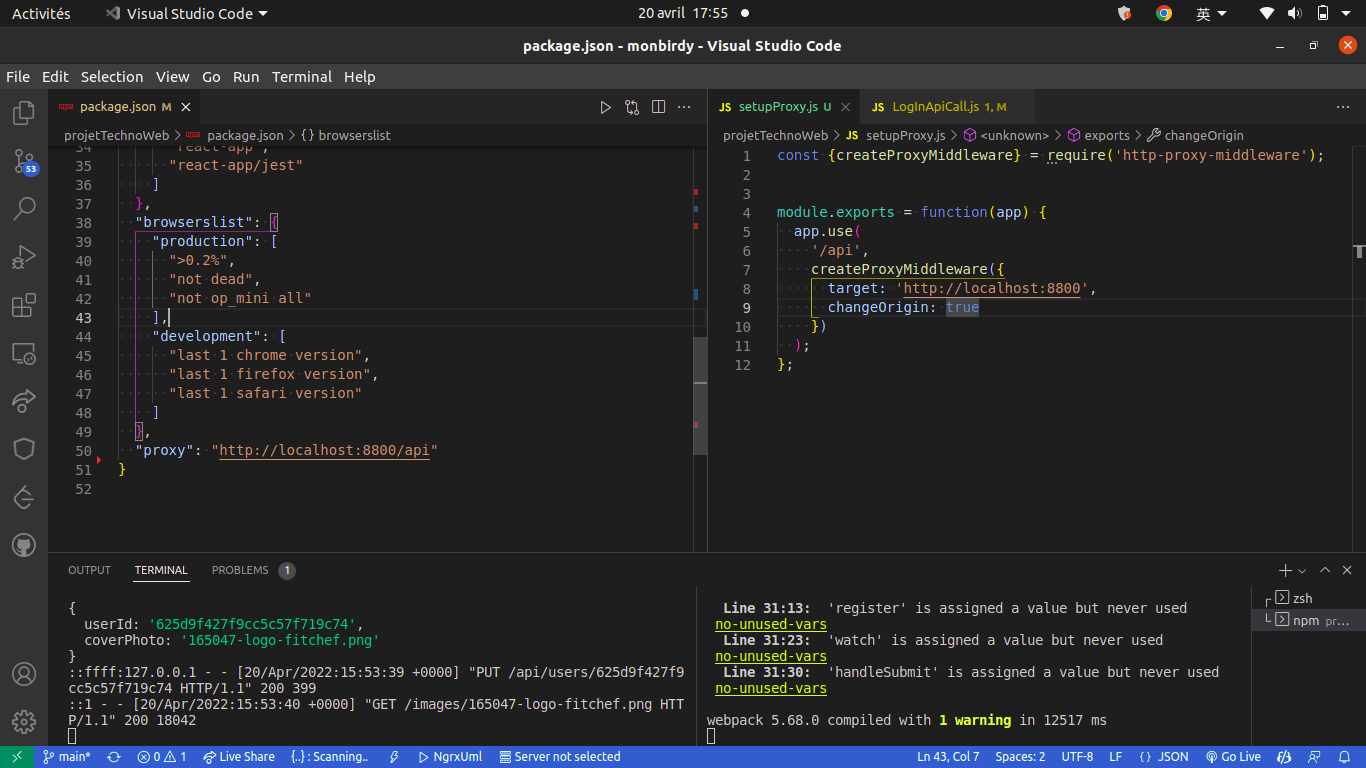 Activités
Visual Studio Code
20 avril 17:55
英
package.json - monbirdy - Visual Studio Code
File Edit Selection View Go Run Terminal Help
package.json M
projetTechnoWeb > package.json > { } browserslist
34 "react-app",
35 "react-app/jest"
36 ]
37 },
38 "browserslist": {
39 "production": [
40 ">0.2%",
41 "not dead",
42 "not op_mini all"
43 ],
44 "development": [
45 "last 1 chrome version",
46 "last 1 firefox version",
47 "last 1 safari version"
48 ]
49 },
50 "proxy": "http://localhost:8800/api"
51 }
52
JS setupProxy.js U
JS LogInApiCall.js 1, M
projetTechnoWeb > JS setupProxy.js > <unknown> > exports > changeOrigin
1 const {createProxyMiddleware} = require('http-proxy-middleware');
2
3
4 module.exports = function(app) {
5 app.use(
6 '/api',
7 createProxyMiddleware({
8 target: 'http://localhost:8800',
9 changeOrigin: true
10 })
11 );
12 };
53
OUTPUT TERMINAL PROBLEMS 1
{
userId: '625d9f427f9cc5c57f719c74',
coverPhoto: '165047-logo-fitchef.png'
}
::ffff:127.0.0.1 - - [20/Apr/2022:15:53:39 +0000] "PUT /api/users/625d9f427f9
cc5c57f719c74 HTTP/1.1" 200 399
::1 - - [20/Apr/2022:15:53:40 +0000] "GET /images/165047-logo-fitchef.png HTT
P/1.1" 200 18042
Line 31:13: 'register' is assigned a value but never used
no-unused-vars
Line 31:23: 'watch' is assigned a value but never used
no-unused-vars
Line 31:30: 'handleSubmit' is assigned a value but never used
no-unused-vars
webpack 5.68.0 compiled with 1 warning in 12517 ms
zsh
npm pr...
main* 0 1 Live Share {..} : Scanning.. NgrxUml Server not selected Ln 43, Col 7 Spaces: 2 UTF-8 LF { } JSON Go Live